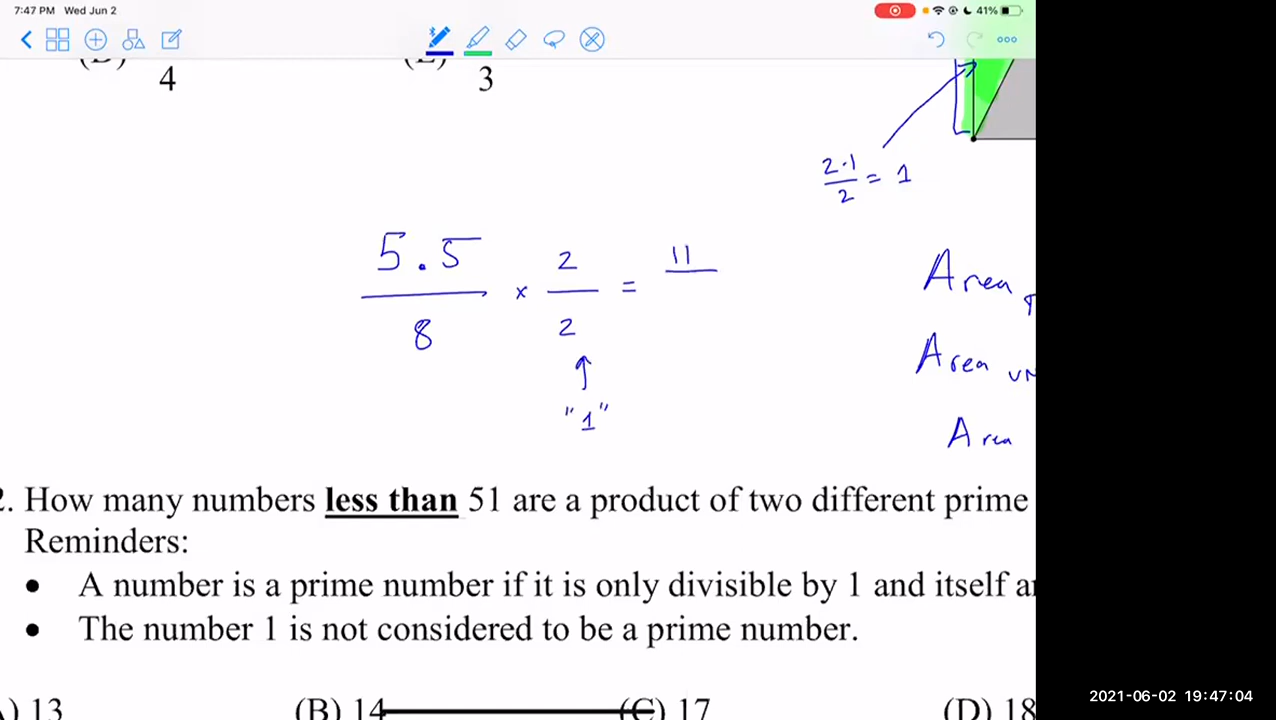 7:47 PM Wed Jun 2
41%
4
3
2·1/2 = 1
5.5/8 × 2/2 = 11
"1"
Area
Area
Area
. How many numbers less than 51 are a product of two different prime
Reminders:
• A number is a prime number if it is only divisible by 1 and itself a
• The number 1 is not considered to be a prime number.
) 13 (B) 14 (C) 17 (D) 18
2021-06-02 19:47:04